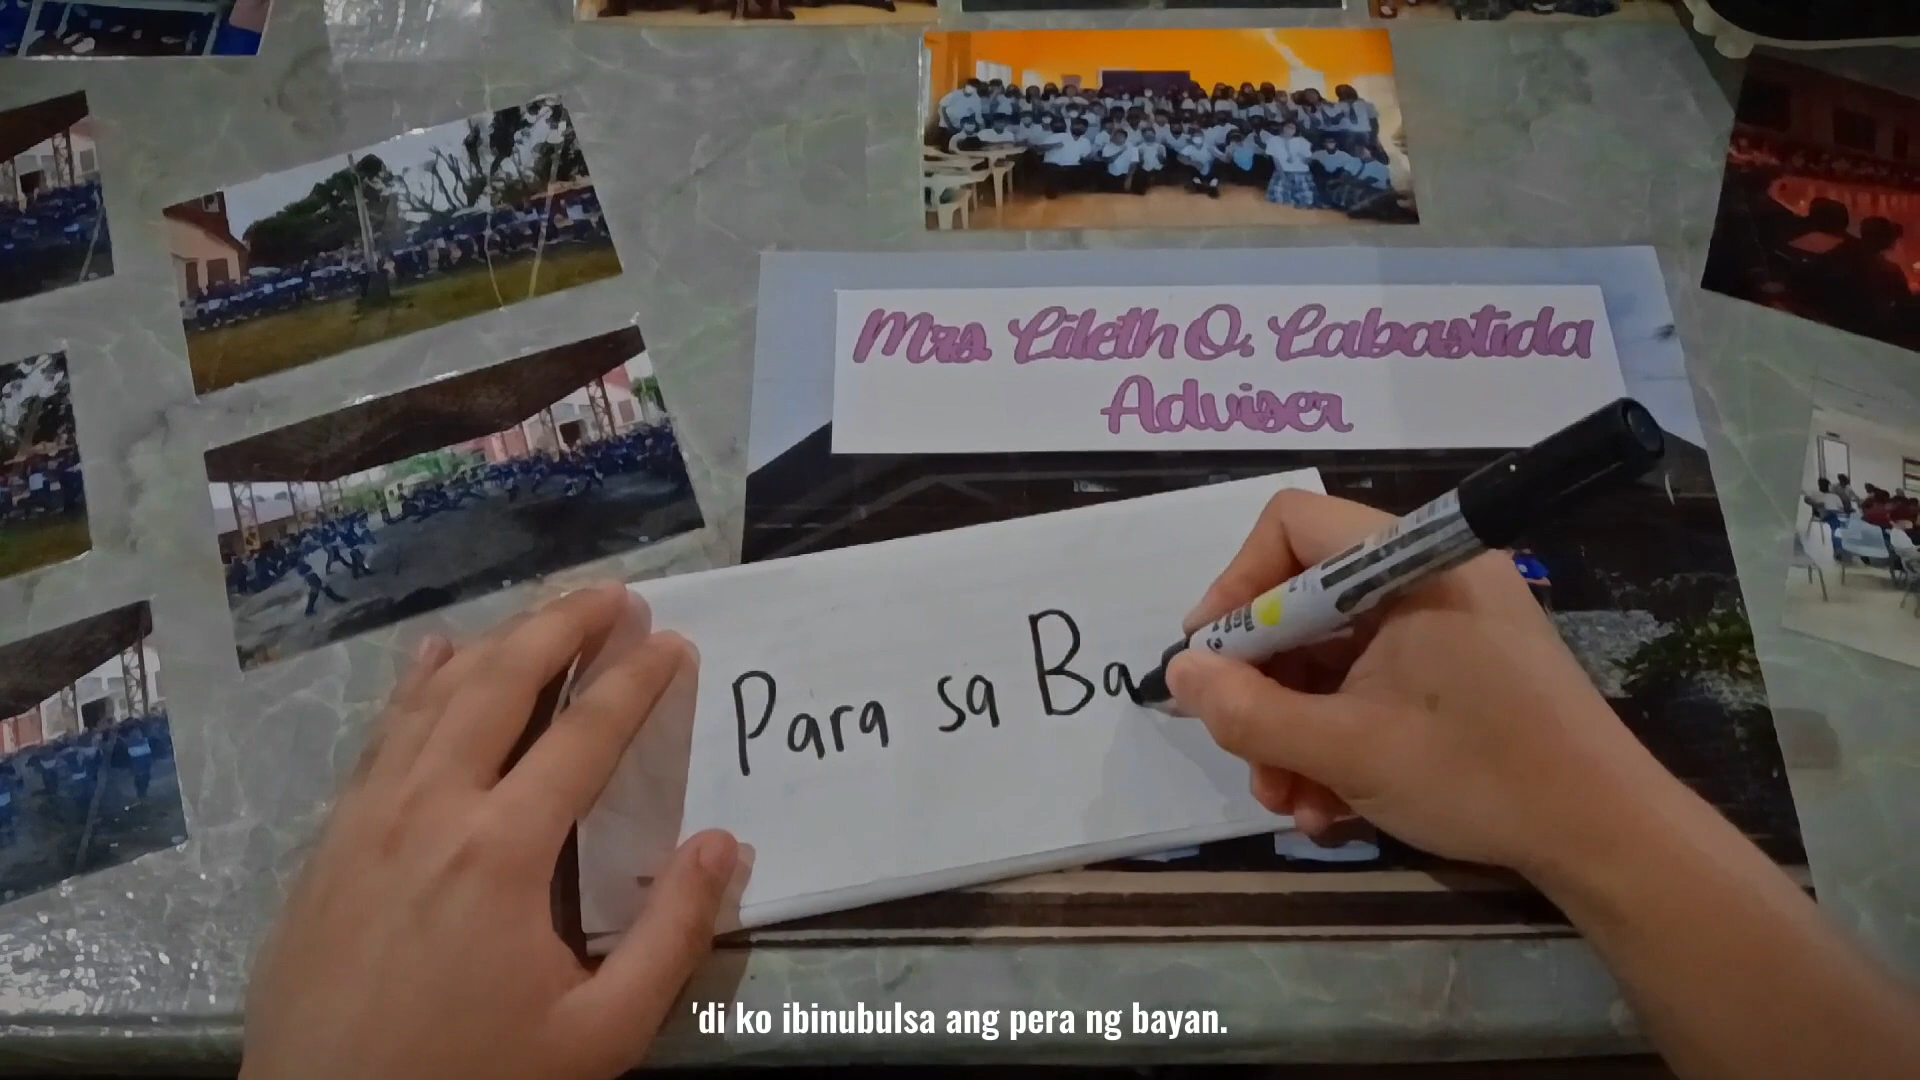 Mrs Lileth O. Labastida
Adviser
Para sa Ba
'di ko ibinubulsa ang pera ng bayan.